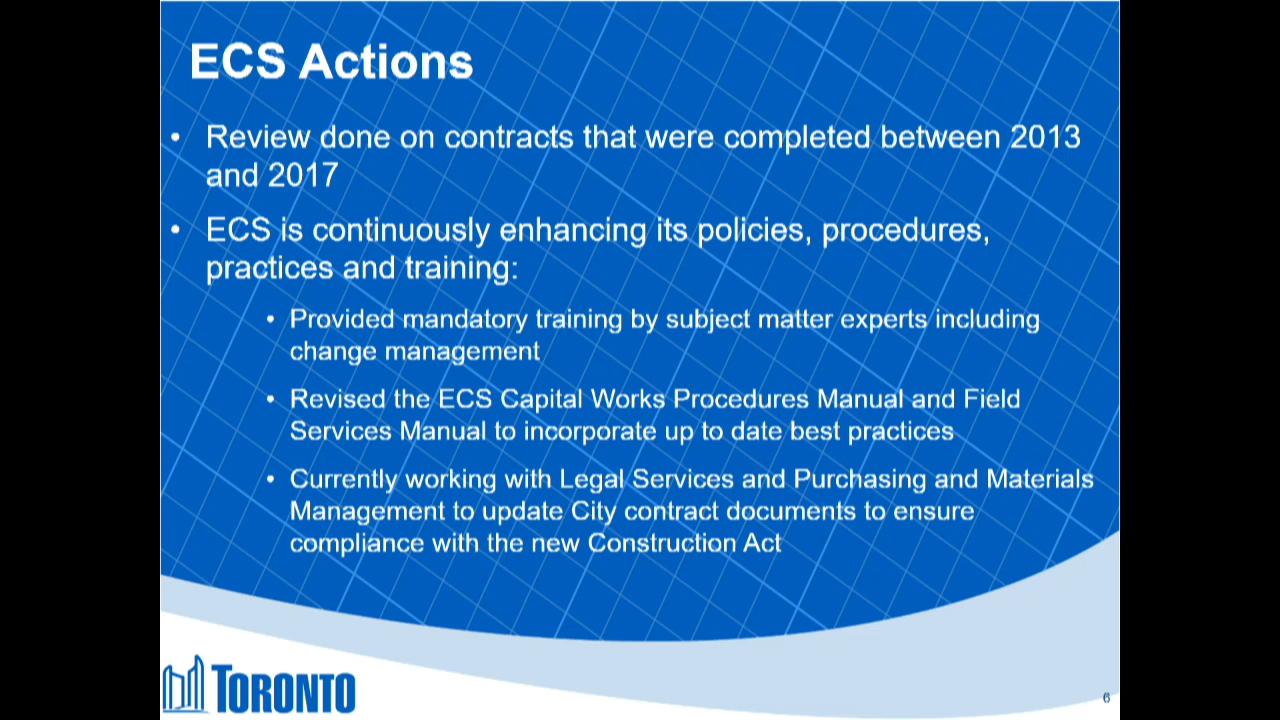 ECS Actions
• Review done on contracts that were completed between 2013
and 2017
• ECS is continuously enhancing its policies, procedures,
practices and training:
• Provided mandatory training by subject matter experts including
change management
• Revised the ECS Capital Works Procedures Manual and Field
Services Manual to incorporate up to date best practices
• Currently working with Legal Services and Purchasing and Materials
Management to update City contract documents to ensure
compliance with the new Construction Act
TORONTO
6